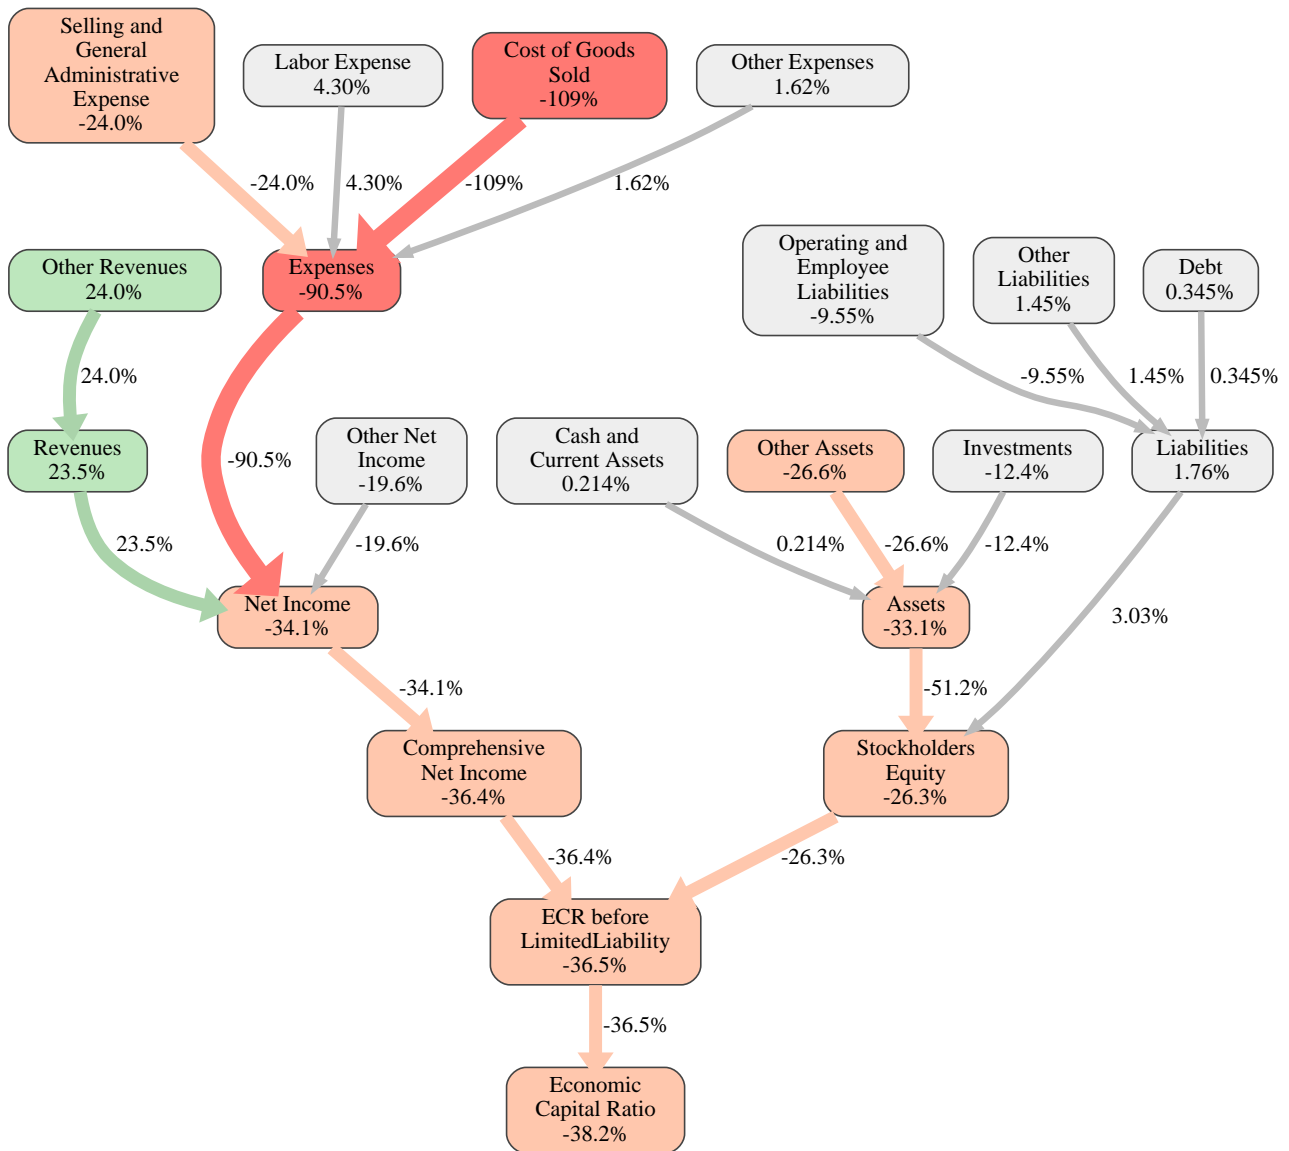 Selling and
General
Administrative
Expense
-24.0%
Labor Expense
4.30%
Cost of Goods
Sold
-109%
Other Expenses
1.62%
-24.0%
4.30%
-109%
1.62%
Other Revenues
24.0%
Expenses
-90.5%
Operating and
Employee
Liabilities
-9.55%
Other
Liabilities
1.45%
Debt
0.345%
24.0%
-9.55%
1.45%
0.345%
Revenues
23.5%
-90.5%
Other Net
Income
-19.6%
Cash and
Current Assets
0.214%
Other Assets
-26.6%
Investments
-12.4%
Liabilities
1.76%
23.5%
-19.6%
0.214%
-26.6%
-12.4%
Net Income
-34.1%
Assets
-33.1%
3.03%
-34.1%
-51.2%
Comprehensive
Net Income
-36.4%
Stockholders
Equity
-26.3%
-36.4%
-26.3%
ECR before
LimitedLiability
-36.5%
-36.5%
Economic
Capital Ratio
-38.2%